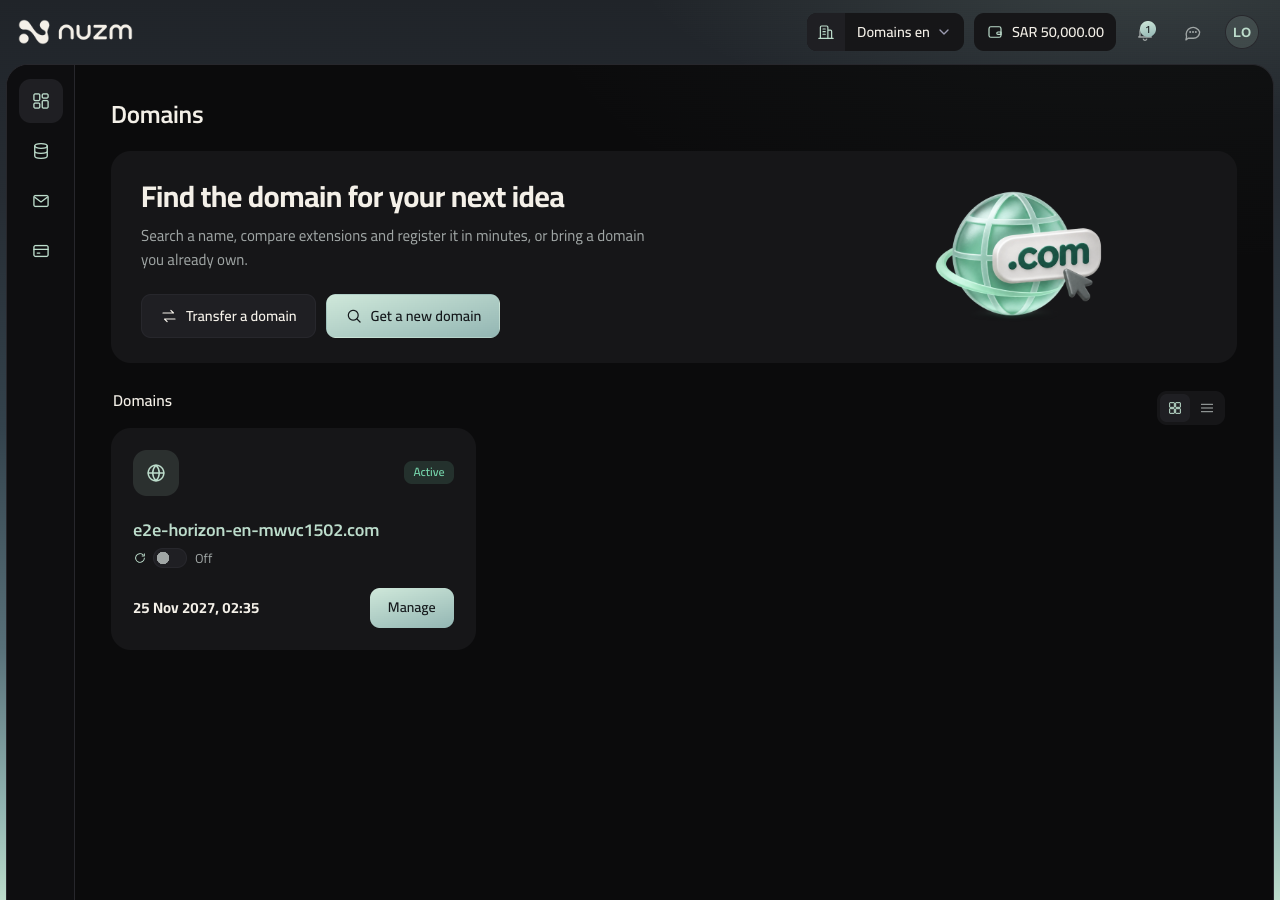 nuzm
Domains en
SAR 50,000.00
1
LO
Domains
Find the domain for your next idea
Search a name, compare extensions and register it in minutes, or bring a domain
you already own.
.com
Transfer a domain
Get a new domain
Domains
Active
e2e-horizon-en-mwvc1502.com
Off
25 Nov 2027, 02:35
Manage